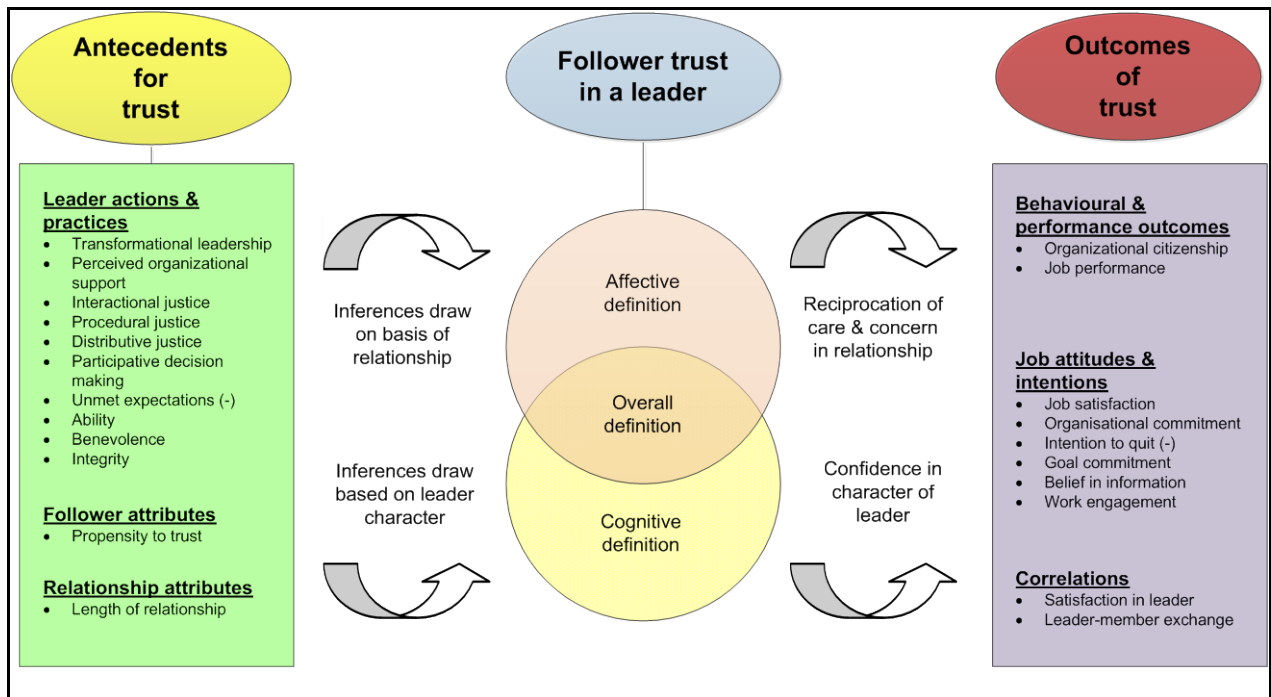 Antecedents
for
trust
Leader actions &
practices
• Transformational leadership
• Perceived organizational
support
• Interactional justice
• Procedural justice
• Distributive justice
• Participative decision
making
• Unmet expectations (-)
• Ability
• Benevolence
• Integrity
Follower attributes
• Propensity to trust
Relationship attributes
• Length of relationship
Inferences draw
on basis of
relationship
Inferences draw
based on leader
character
Follower trust
in a leader
Affective
definition
Overall
definition
Cognitive
definition
Reciprocation of
care & concern
in relationship
Confidence in
character of
leader
Outcomes
of
trust
Behavioural &
performance outcomes
• Organizational citizenship
• Job performance
Job attitudes &
intentions
• Job satisfaction
• Organisational commitment
• Intention to quit (-)
• Goal commitment
• Belief in information
• Work engagement
Correlations
• Satisfaction in leader
• Leader-member exchange